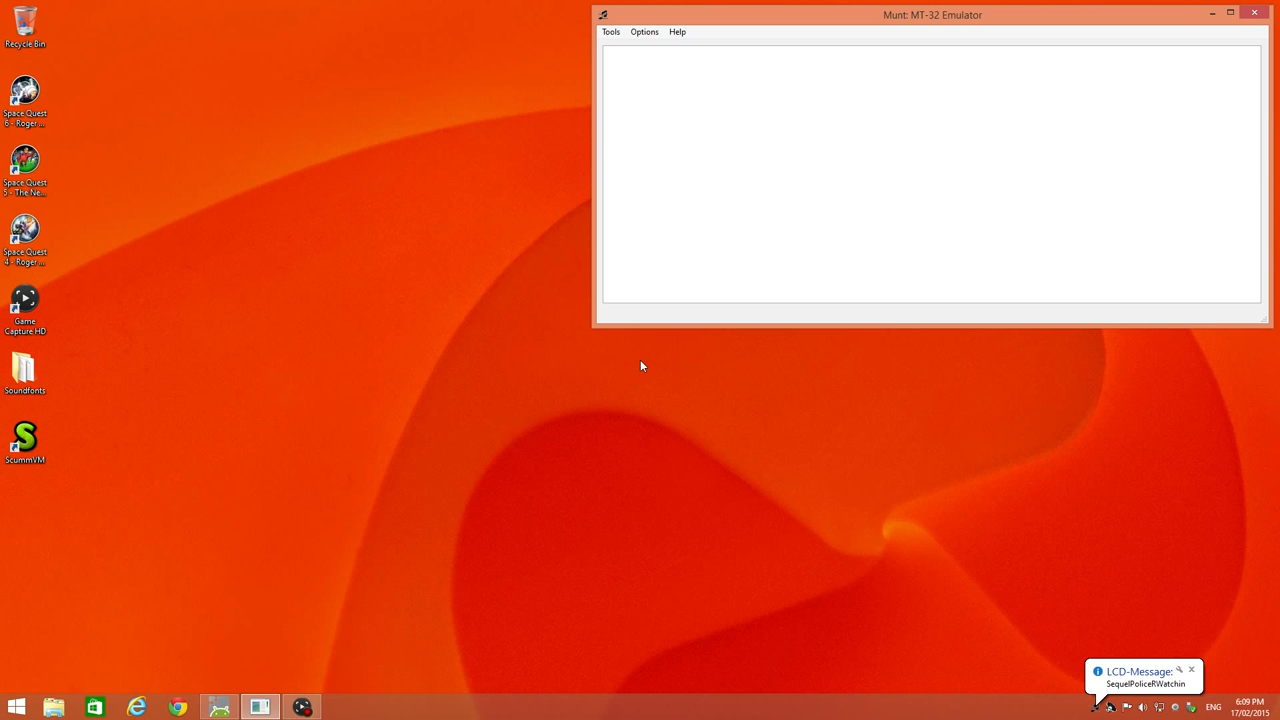 Recycle Bin
Space Quest
6 - Roger ...
Space Quest
5 - The Ne...
Space Quest
4 - Roger ...
Game
Capture HD
Soundfonts
ScummVM
Munt: MT-32 Emulator
Tools Options Help
LCD-Message:
SequelPoliceRWatchin
ENG
6:09 PM
17/02/2015